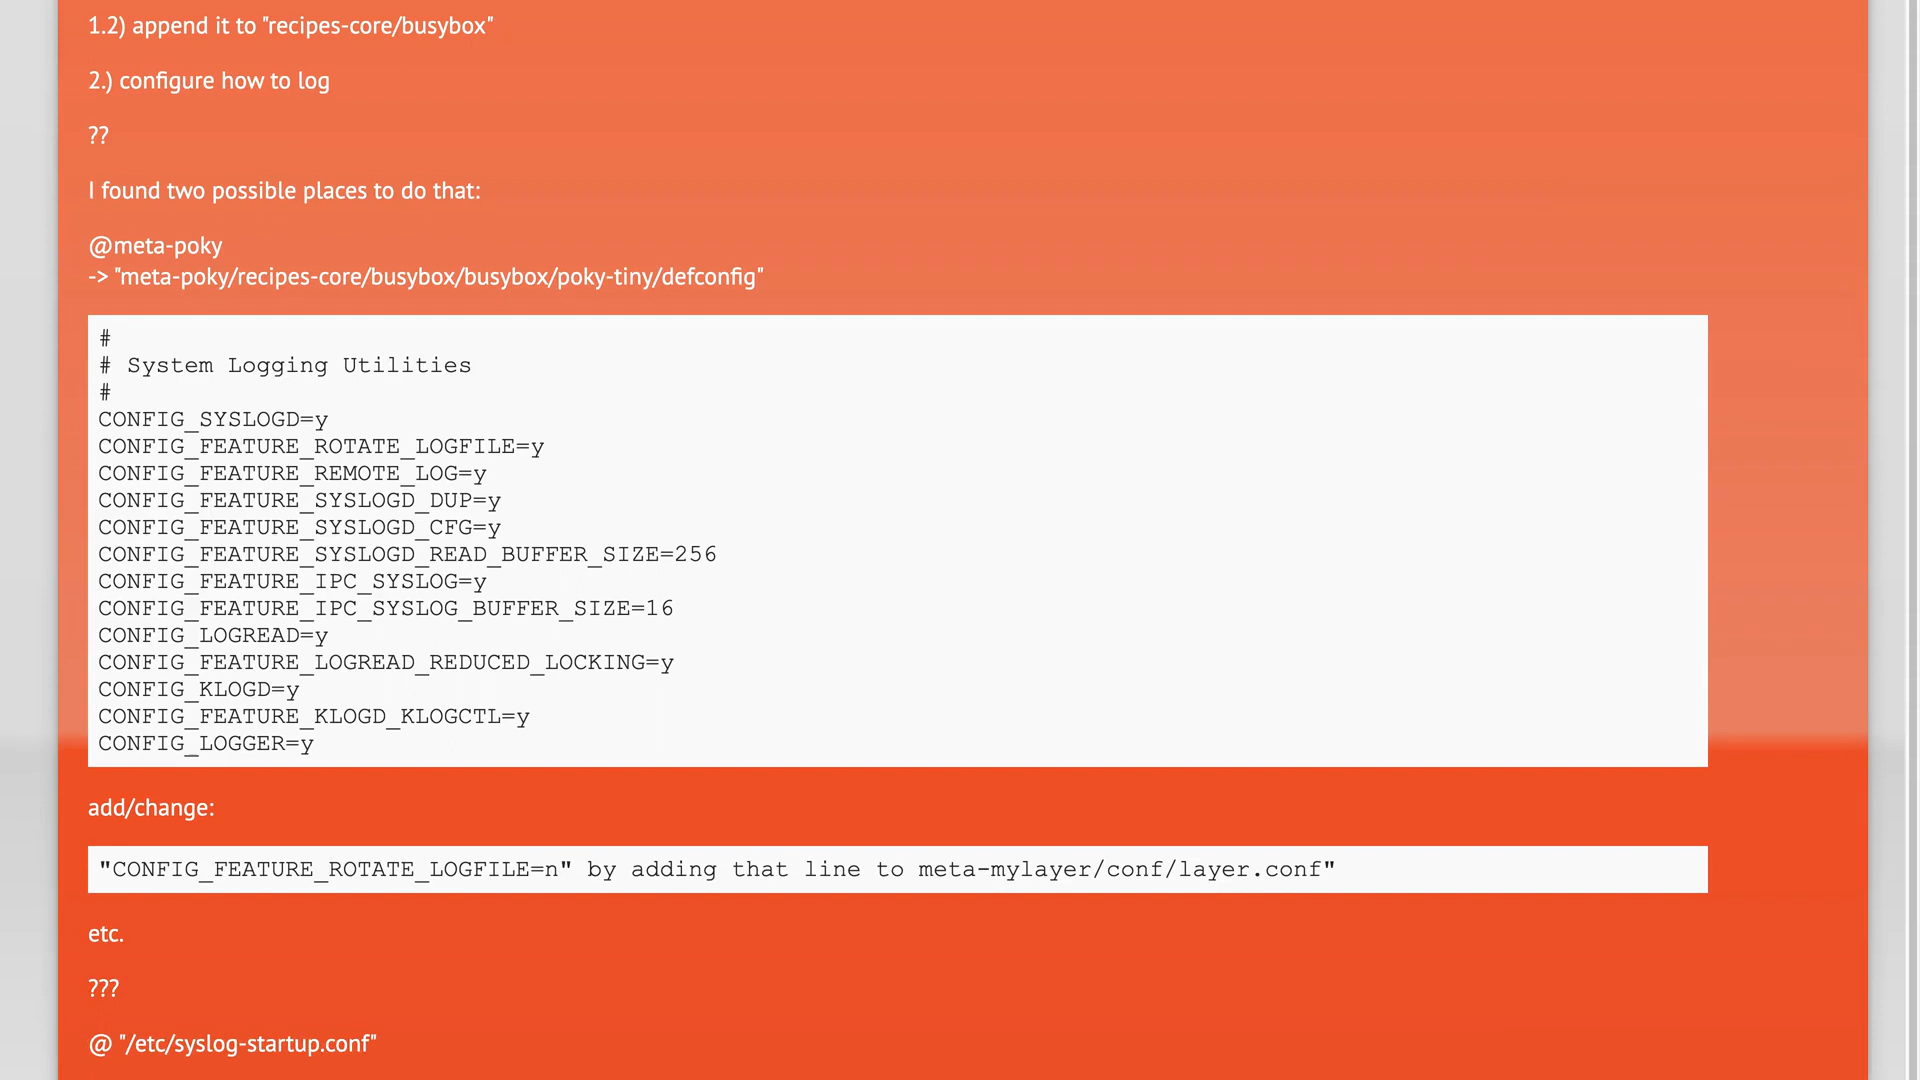 1.2) append it to "recipes-core/busybox"
2.) configure how to log
??
I found two possible places to do that:
@meta-poky
-> "meta-poky/recipes-core/busybox/busybox/poky-tiny/defconfig"
#
# System Logging Utilities
#
CONFIG_SYSLOGD=y
CONFIG_FEATURE_ROTATE_LOGFILE=y
CONFIG_FEATURE_REMOTE_LOG=y
CONFIG_FEATURE_SYSLOGD_DUP=y
CONFIG_FEATURE_SYSLOGD_CFG=y
CONFIG_FEATURE_SYSLOGD_READ_BUFFER_SIZE=256
CONFIG_FEATURE_IPC_SYSLOG=y
CONFIG_FEATURE_IPC_SYSLOG_BUFFER_SIZE=16
CONFIG_LOGREAD=y
CONFIG_FEATURE_LOGREAD_REDUCED_LOCKING=y
CONFIG_KLOGD=y
CONFIG_FEATURE_KLOGD_KLOGCTL=y
CONFIG_LOGGER=y
add/change:
"CONFIG_FEATURE_ROTATE_LOGFILE=n" by adding that line to meta-mylayer/conf/layer.conf"
etc.
???
@ "/etc/syslog-startup.conf"